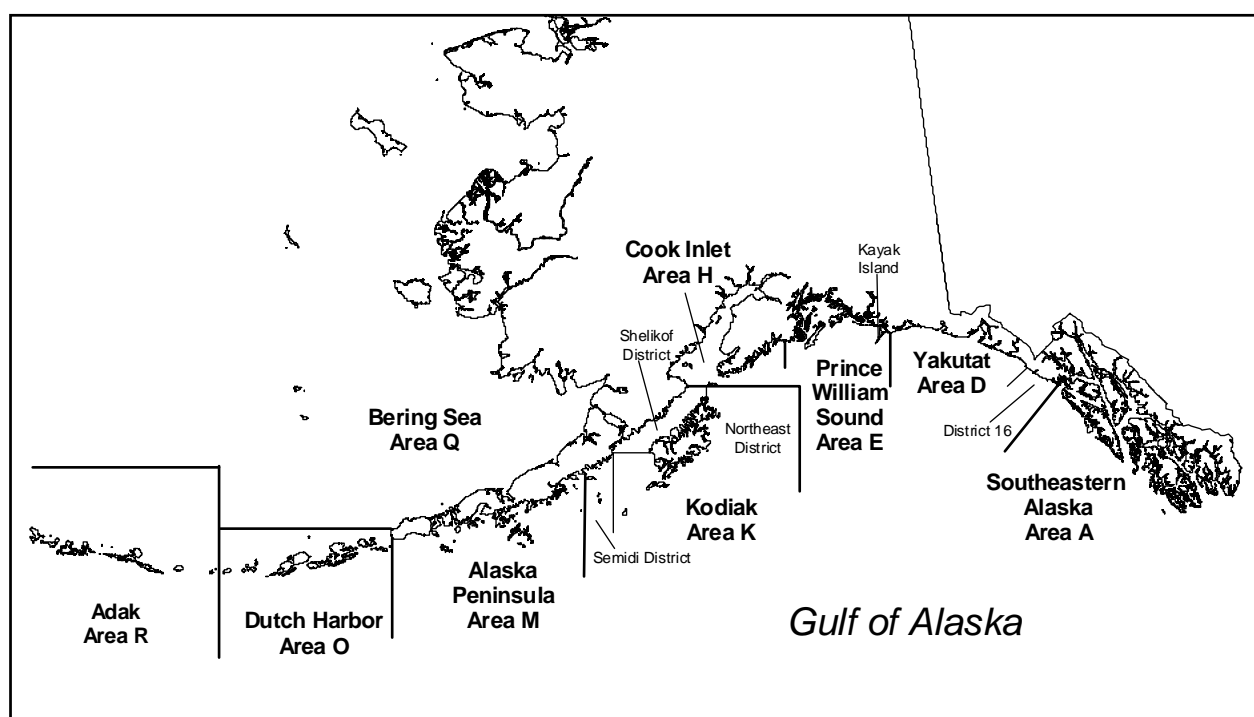 Kayak
Island
Cook Inlet
Area H
Shelikof
District
Prince
William
Sound
Area E
Yakutat
Area D
Bering Sea
Area Q
Northeast
District
District 16
Southeastern
Alaska
Area A
Kodiak
Area K
Semidi District
Alaska
Peninsula
Area M
Adak
Area R
Dutch Harbor
Area O
Gulf of Alaska